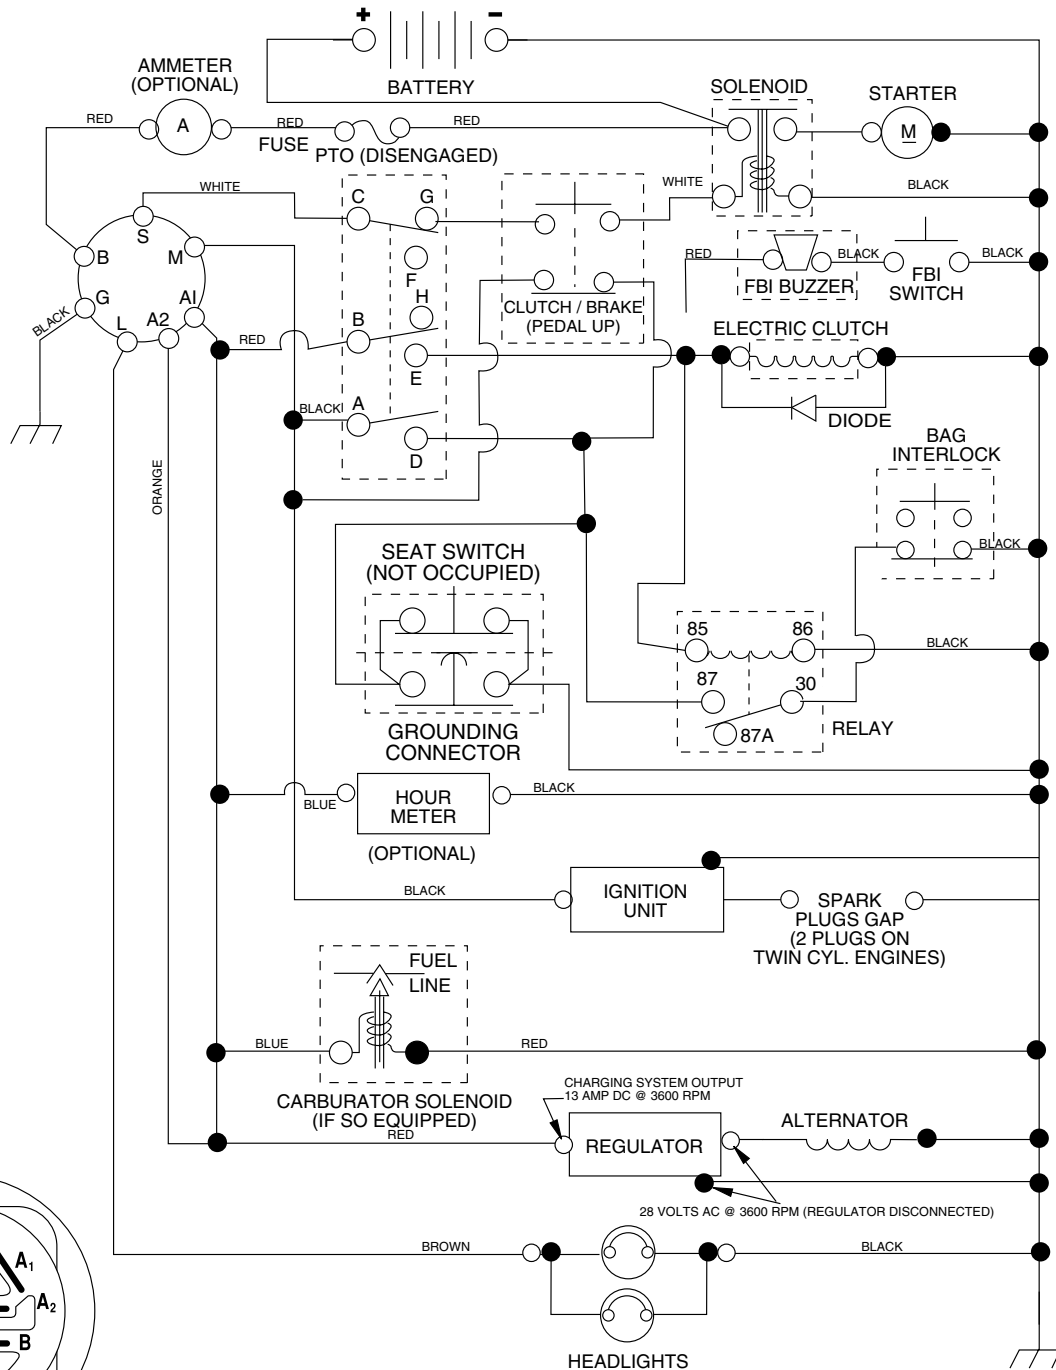 + -
BATTERY
AMMETER
(OPTIONAL)
SOLENOID
STARTER
RED
A
RED
FUSE
RED
PTO (DISENGAGED)
M
WHITE
C
G
WHITE
BLACK
S
B
M
F
RED
BLACK
BLACK
FBI BUZZER
FBI
SWITCH
G
BLACK
L
A2
AI
H
CLUTCH / BRAKE
(PEDAL UP)
RED
B
E
ELECTRIC CLUTCH
DIODE
BLACK
A
D
BAG
INTERLOCK
BLACK
ORANGE
SEAT SWITCH
(NOT OCCUPIED)
85
86
BLACK
87
30
87A
RELAY
GROUNDING
CONNECTOR
BLUE
HOUR
METER
BLACK
(OPTIONAL)
BLACK
IGNITION
UNIT
SPARK
PLUGS GAP
(2 PLUGS ON
TWIN CYL. ENGINES)
FUEL
LINE
BLUE
RED
CARBURATOR SOLENOID
(IF SO EQUIPPED)
CHARGING SYSTEM OUTPUT
13 AMP DC @ 3600 RPM
RED
REGULATOR
ALTERNATOR
28 VOLTS AC @ 3600 RPM (REGULATOR DISCONNECTED)
BROWN
BLACK
HEADLIGHTS
A1
A2
B